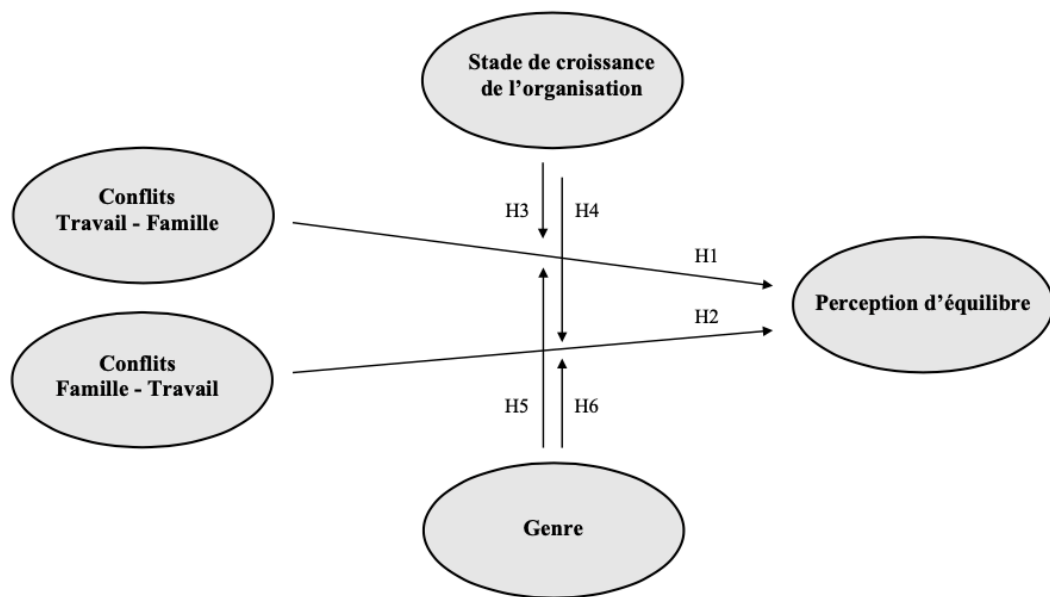 Stade de croissance
de l'organisation
Conflits
Travail - Famille
H3
H4
H1
Perception d'équilibre
H2
Conflits
Famille - Travail
H5
H6
Genre